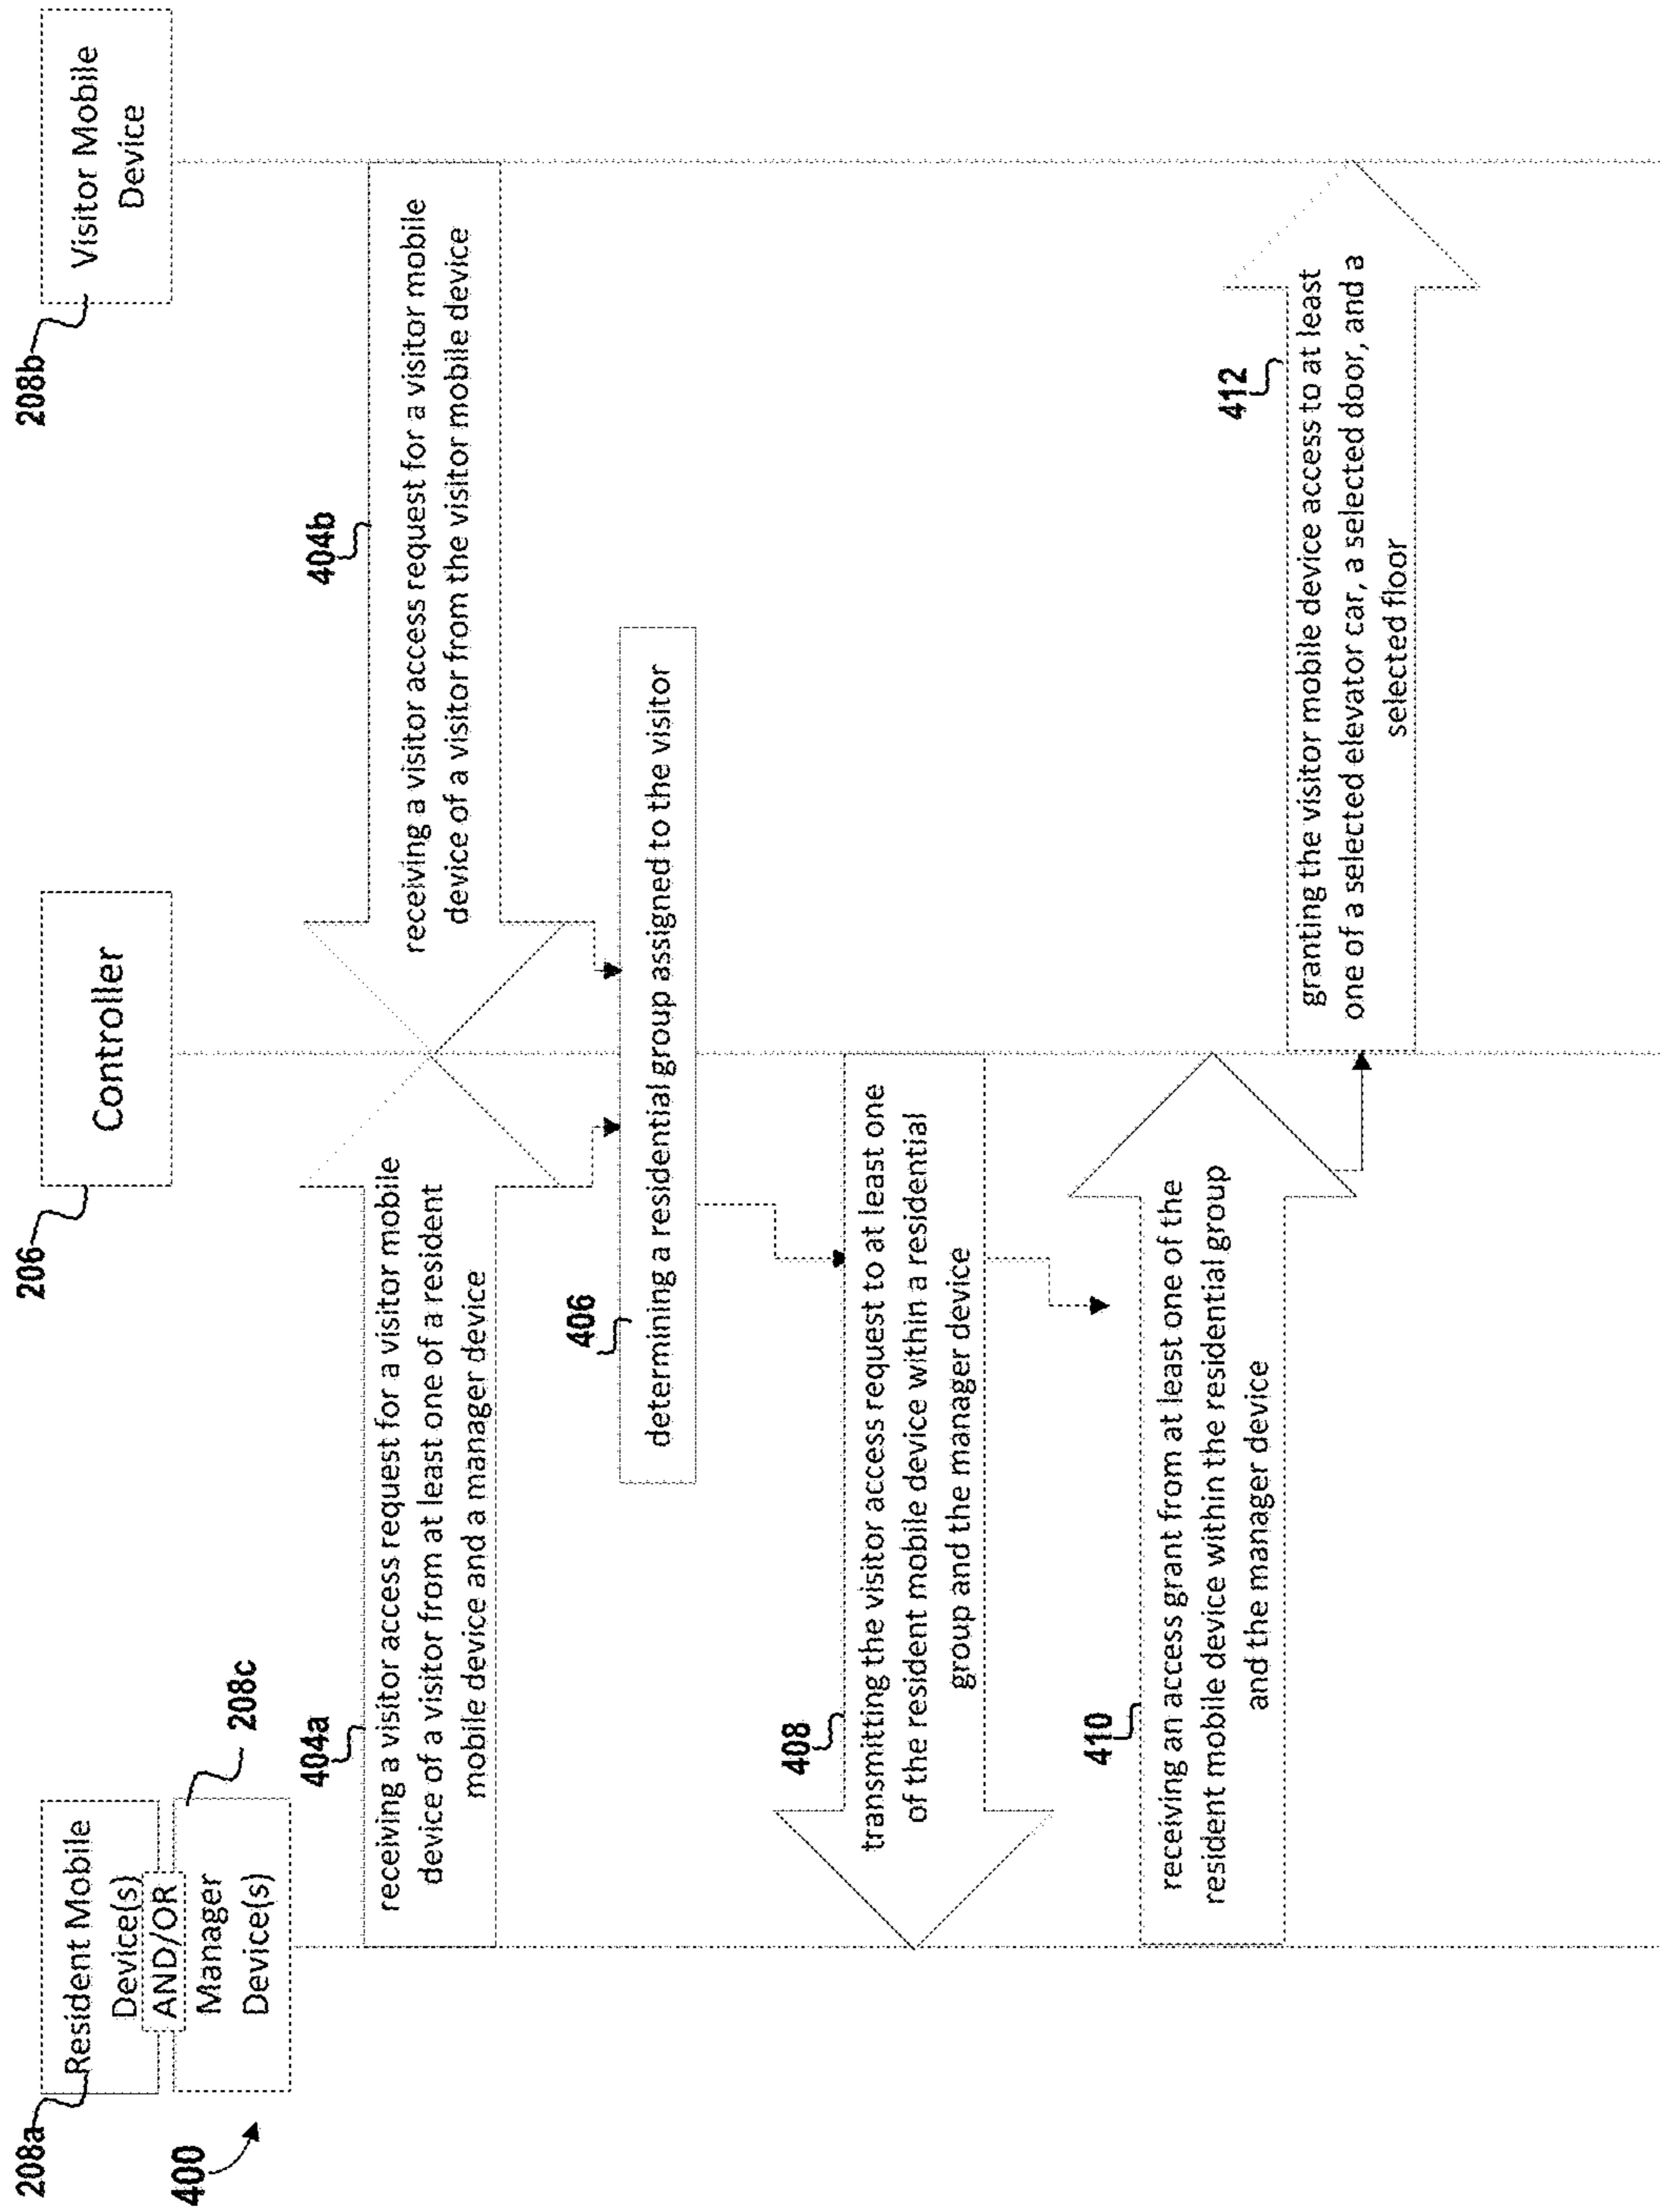 400
208a
Resident Mobile
Device(s)
AND/OR
Manager
Device(s)
208c
206
Controller
208b
Visitor Mobile
Device
404a
receiving a visitor access request for a visitor mobile
device of a visitor from at least one of a resident
mobile device and a manager device
404b
receiving a visitor access request for a visitor mobile
device of a visitor from the visitor mobile device
406
determining a residential group assigned to the visitor
408
transmitting the visitor access request to at least one
of the resident mobile device within a residential
group and the manager device
410
receiving an access grant from at least one of the
resident mobile device within the residential group
and the manager device
412
granting the visitor mobile device access to at least
one of a selected elevator car, a selected door, and a
selected floor